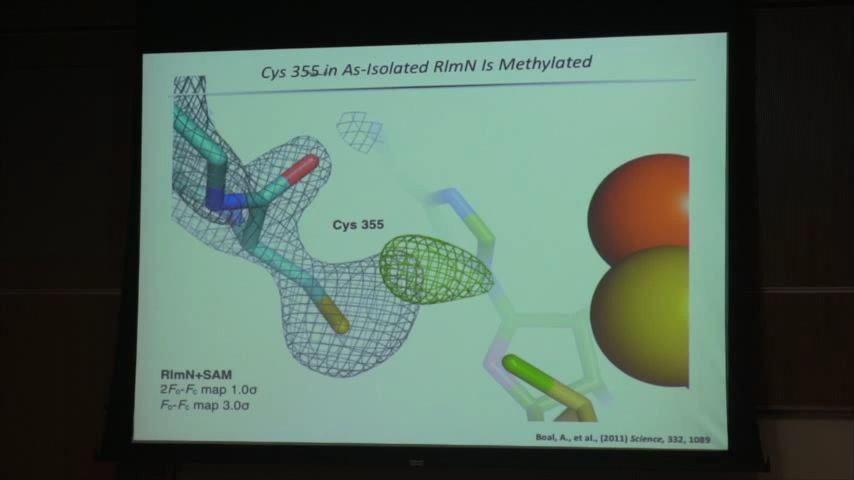 Cys 355 in As-Isolated RlmN Is Methylated
Cys 355
RlmN+SAM
2Fo-Fc map 1.0σ
Fo-Fc map 3.0σ
Boal, A., et al., (2011) Science, 332, 1089